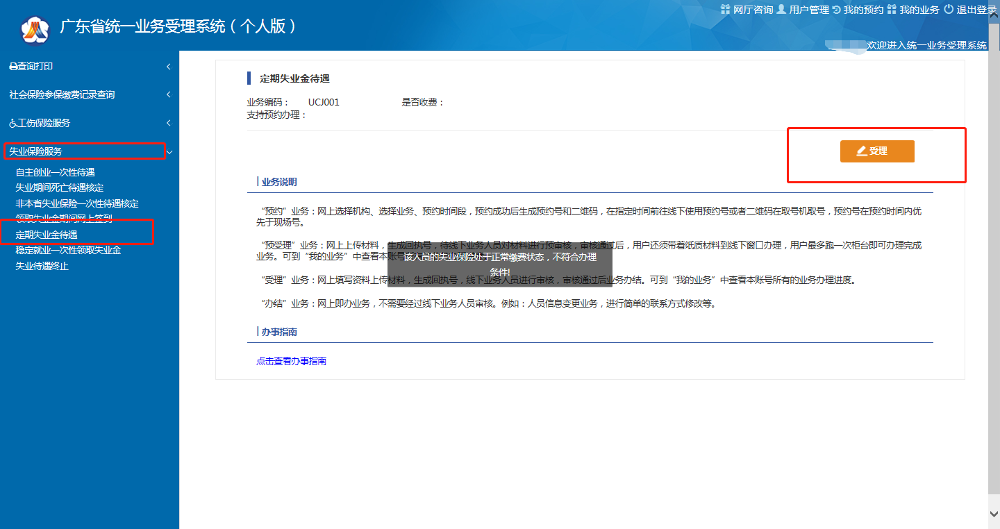 网厅咨询 用户管理 我的预约 我的业务 退出登录
广东省统一业务受理系统（个人版）
欢迎进入统一业务受理系统
查询打印
社会保险参保缴费记录查询
工伤保险服务
失业保险服务
自主创业一次性待遇
失业期间死亡待遇核定
非本省失业保险一次性待遇核定
领取失业金期间网上签到
定期失业金待遇
稳定就业一次性领取失业金
失业待遇终止
定期失业金待遇
业务编码： UCJ001 是否收费：
支持预约办理：
受理
业务说明
“预约”业务：网上选择机构、选择业务、预约时间段，预约成功后生成预约号和二维码，在指定时间前往线下使用预约号或者二维码在取号机取号，预约号在预约时间内优
先于现场号。
“预受理”业务：网上上传材料，生成回执号，待线下业务人员对材料进行预审核，审核通过后，用户还须带着纸质材料到线下窗口办理，用户最多跑一次柜台即可办理完成
业务。可到“我的业务”中查看本账号
该人员的失业保险处于正常缴费状态，不符合办理
条件!
“受理”业务：网上填写资料上传材料，生成回执号，线下业务人员进行审核，审核通过后业务办结。可到“我的业务”中查看本账号所有的业务办理进度。
“办结”业务：网上即办业务，不需要经过线下业务人员审核。例如：人员信息变更业务，进行简单的联系方式修改等。
办事指南
点击查看办事指南